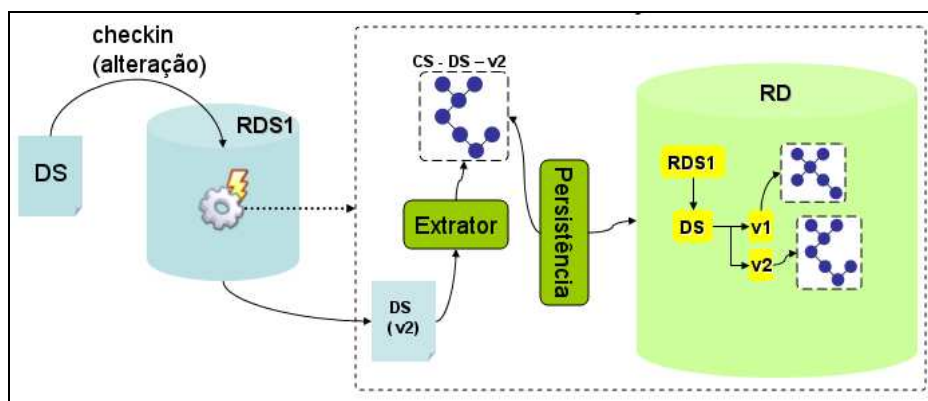 checkin
(alteração)
DS
RDS1
CS - DS – v2
Extrator
DS
(v2)
Persistência
RD
RDS1
DS
v1
v2